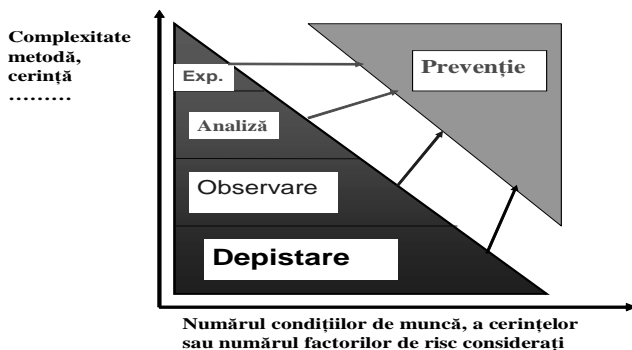 Complexitate
metodă,
cerință
.........
Exp.
Prevenție
Analiză
Observare
Depistare
Numărul condițiilor de muncă, a cerințelor
sau numărul factorilor de risc considerați